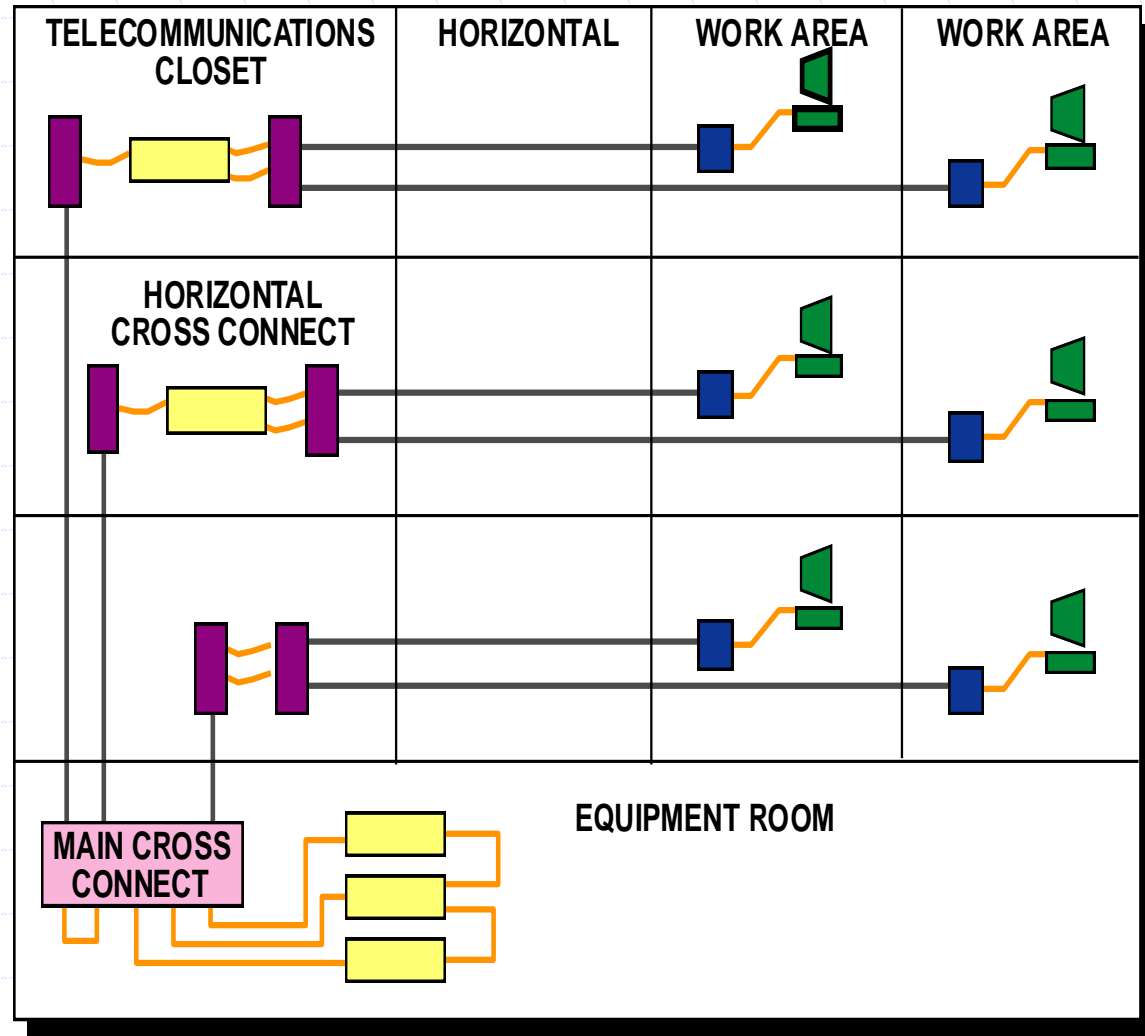 TELECOMMUNICATIONS
CLOSET
HORIZONTAL
WORK AREA
WORK AREA
HORIZONTAL
CROSS CONNECT
EQUIPMENT ROOM
MAIN CROSS
CONNECT